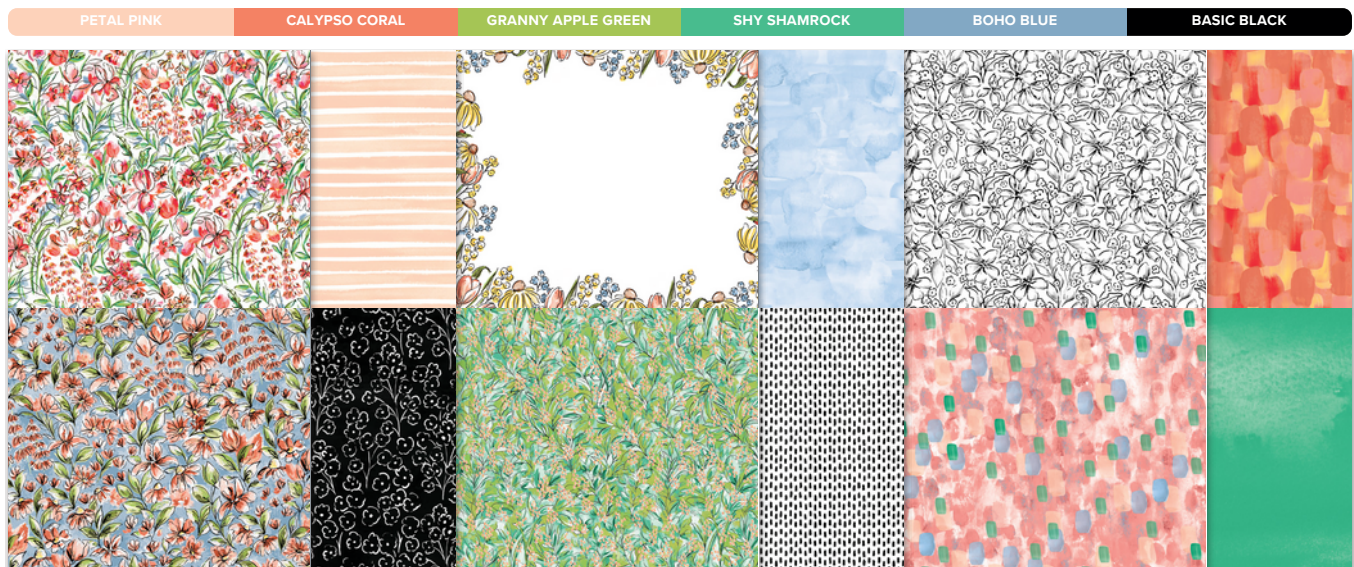 PETAL PINK
CALYPSO CORAL
GRANNY APPLE GREEN
SHY SHAMROCK
BOHO BLUE
BASIC BLACK